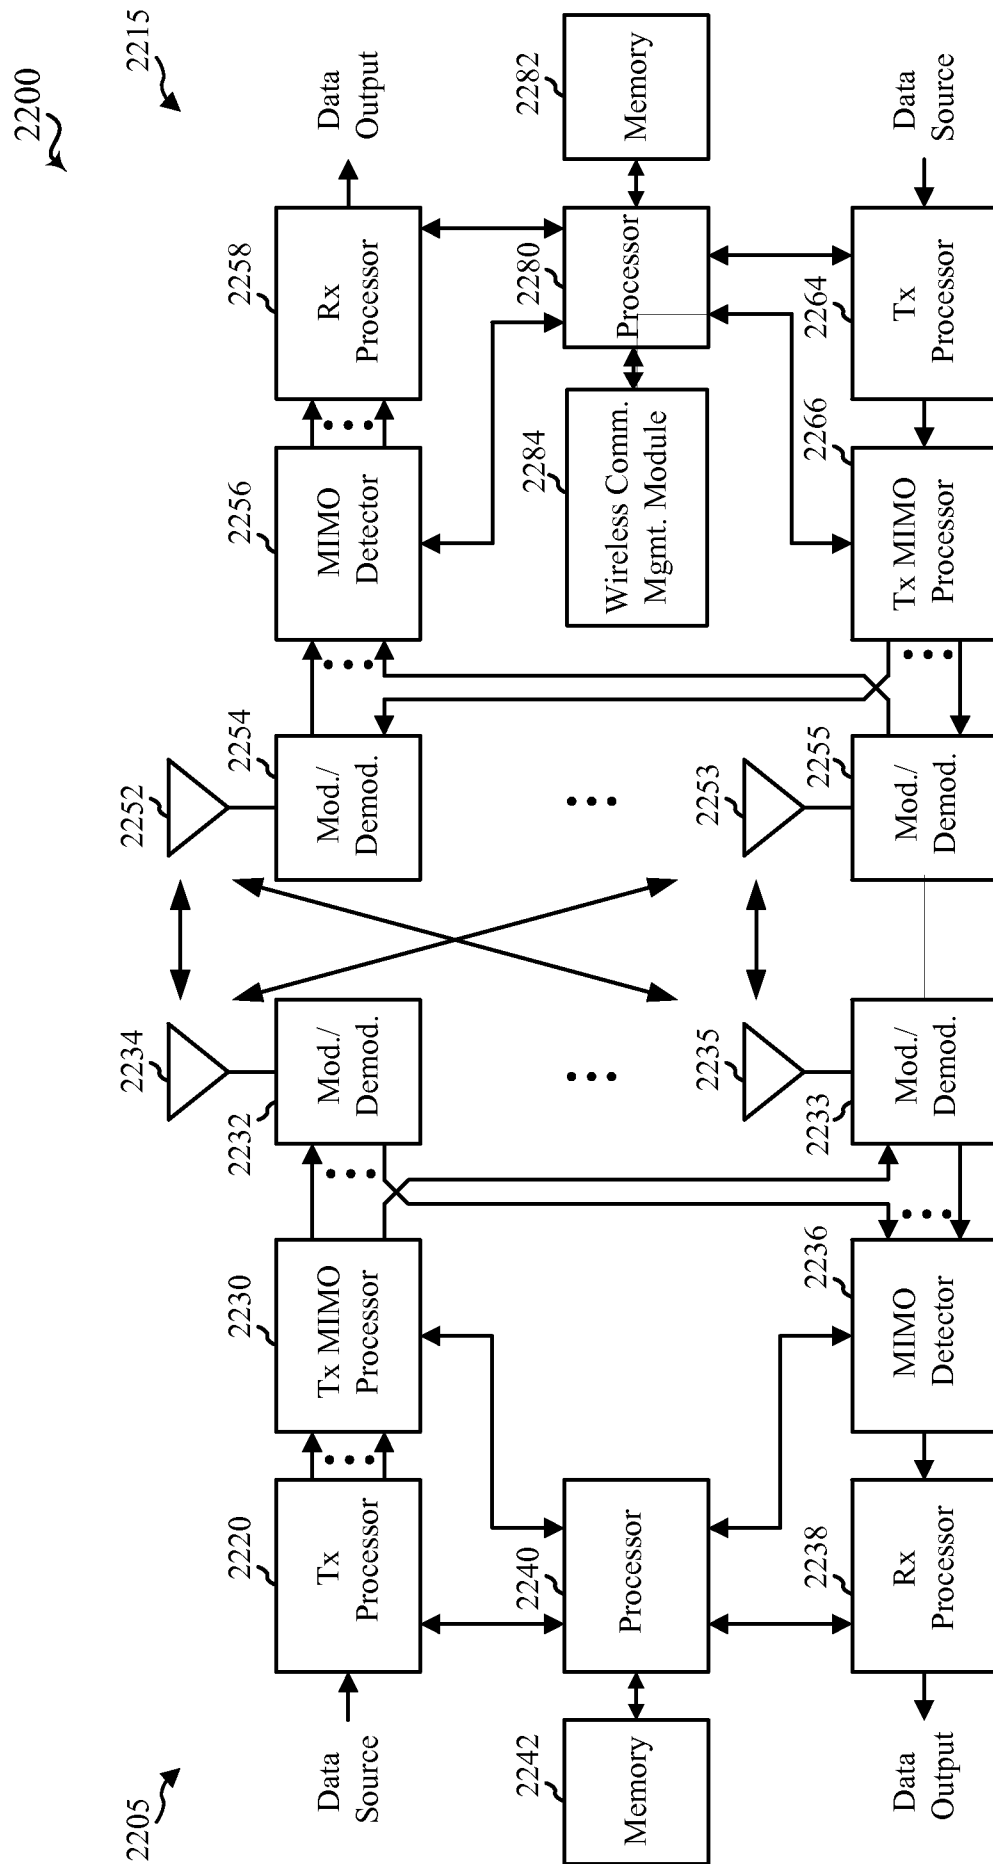 2200
2205
2215
Data
Source
2220
Tx
Processor
2230
Tx MIMO
Processor
2232
Mod./
Demod.
2234
2252
2254
Mod./
Demod.
2256
MIMO
Detector
2258
Rx
Processor
Data
Output
2242
Memory
2240
Processor
2284
Wireless Comm.
Mgmt. Module
2280
Processor
2282
Memory
Data
Output
2238
Rx
Processor
2236
MIMO
Detector
2233
Mod./
Demod.
2235
2253
2255
Mod./
Demod.
2266
Tx MIMO
Processor
2264
Tx
Processor
Data
Source